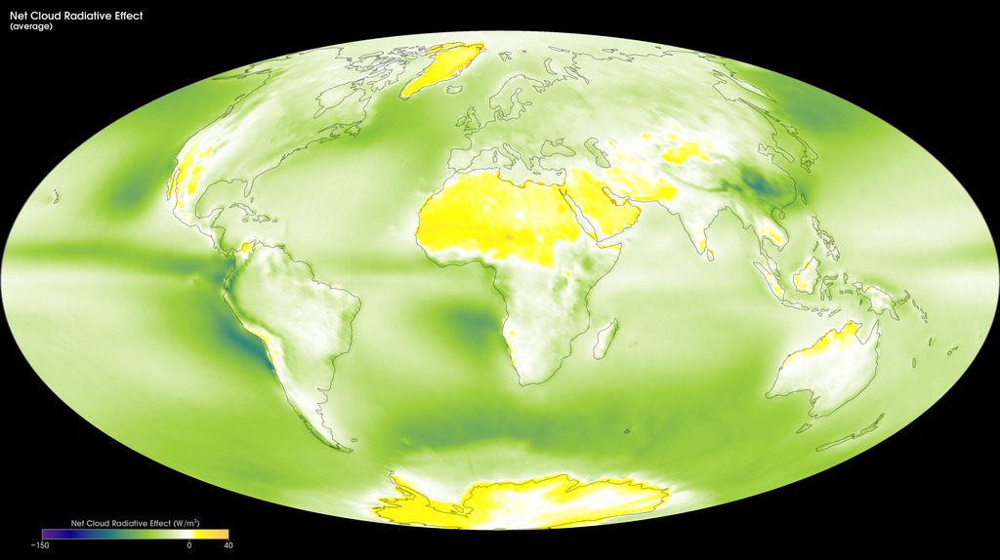 Net Cloud Radiative Effect
(average)
Net Cloud Radiative Effect (W/m²)
−150 0 40